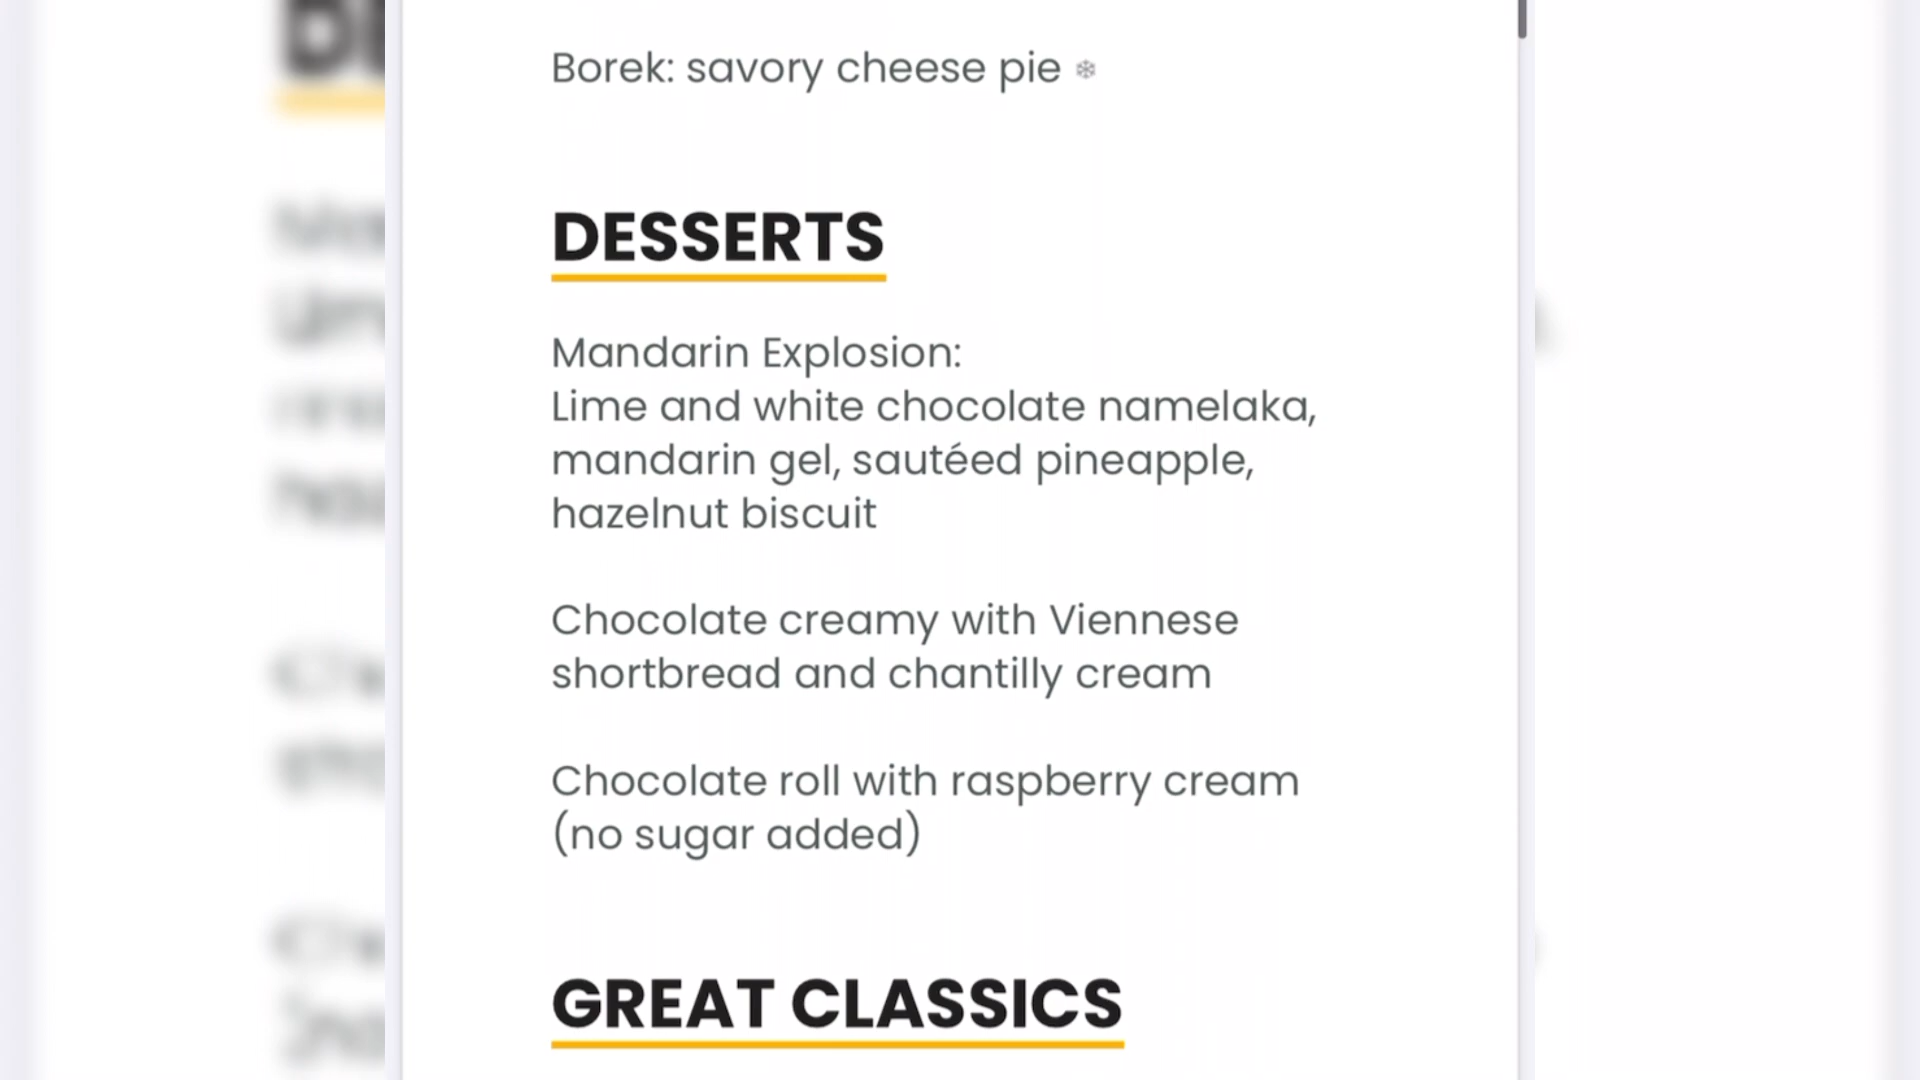 Borek: savory cheese pie ❄
DESSERTS
Mandarin Explosion:
Lime and white chocolate namelaka,
mandarin gel, sautéed pineapple,
hazelnut biscuit
Chocolate creamy with Viennese
shortbread and chantilly cream
Chocolate roll with raspberry cream
(no sugar added)
GREAT CLASSICS